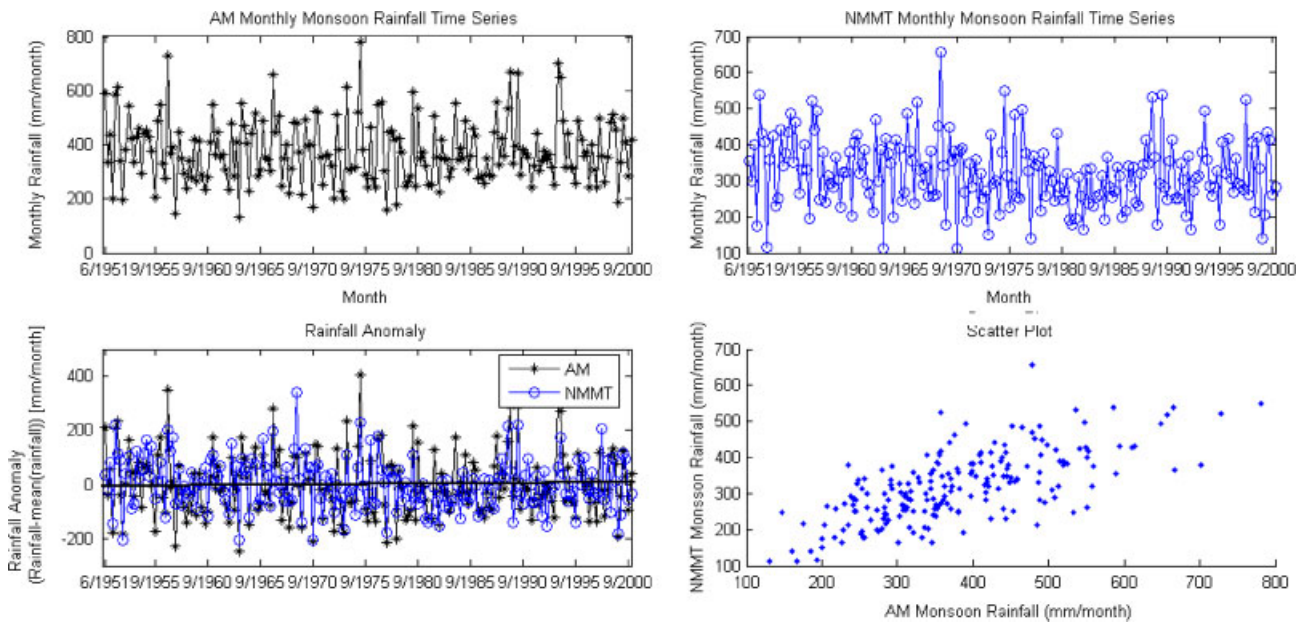 AM Monthly Monsoon Rainfall Time Series
Monthly Rainfall (mm/month)
800
600
400
200
0
6/1951 9/1955 9/1960 9/1965 9/1970 9/1975 9/1980 9/1985 9/1990 9/1995 9/2000
Month
NMMT Monthly Monsoon Rainfall Time Series
Monthly Rainfall (mm/month)
700
600
500
400
300
200
100
6/1951 9/1955 9/1960 9/1965 9/1970 9/1975 9/1980 9/1985 9/1990 9/1995 9/2000
Month
Rainfall Anomaly
Rainfall Anomaly
(Rainfall-mean(rainfall)) [mm/month]
400
200
0
-200
AM
NMMT
6/1951 9/1955 9/1960 9/1965 9/1970 9/1975 9/1980 9/1985 9/1990 9/1995 9/2000
Scatter Plot
NMMT Monsson Rainfall (mm/month)
700
600
500
400
300
200
100
100 200 300 400 500 600 700 800
AM Monsoon Rainfall (mm/month)